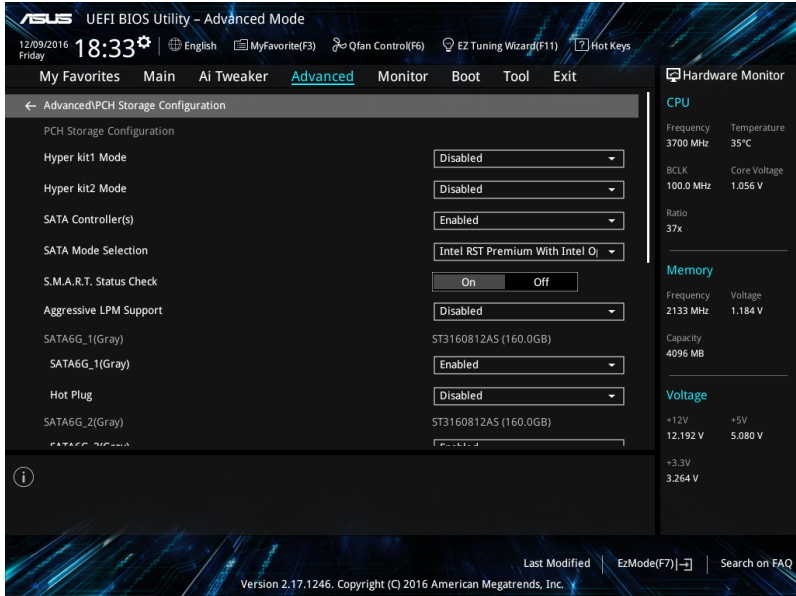 ASUS UEFI BIOS Utility – Advanced Mode
12/09/2016 Friday 18:33 English MyFavorite(F3) Qfan Control(F6) EZ Tuning Wizard(F11) ? Hot Keys
My Favorites Main Ai Tweaker Advanced Monitor Boot Tool Exit
← Advanced\PCH Storage Configuration
PCH Storage Configuration
Hyper kit1 Mode Disabled
Hyper kit2 Mode Disabled
SATA Controller(s) Enabled
SATA Mode Selection Intel RST Premium With Intel
S.M.A.R.T. Status Check On Off
Aggressive LPM Support Disabled
SATA6G_1(Gray) ST3160812AS (160.0GB)
SATA6G_1(Gray) Enabled
Hot Plug Disabled
SATA6G_2(Gray) ST3160812AS (160.0GB)
Hardware Monitor
CPU
Frequency Temperature
3700 MHz 35°C
BCLK Core Voltage
100.0 MHz 1.056 V
Ratio
37x
Memory
Frequency Voltage
2133 MHz 1.184 V
Capacity
4096 MB
Voltage
+12V +5V
12.192 V 5.080 V
+3.3V
3.264 V
Last Modified EzMode(F7) Search on FAQ
Version 2.17.1246. Copyright (C) 2016 American Megatrends, Inc.